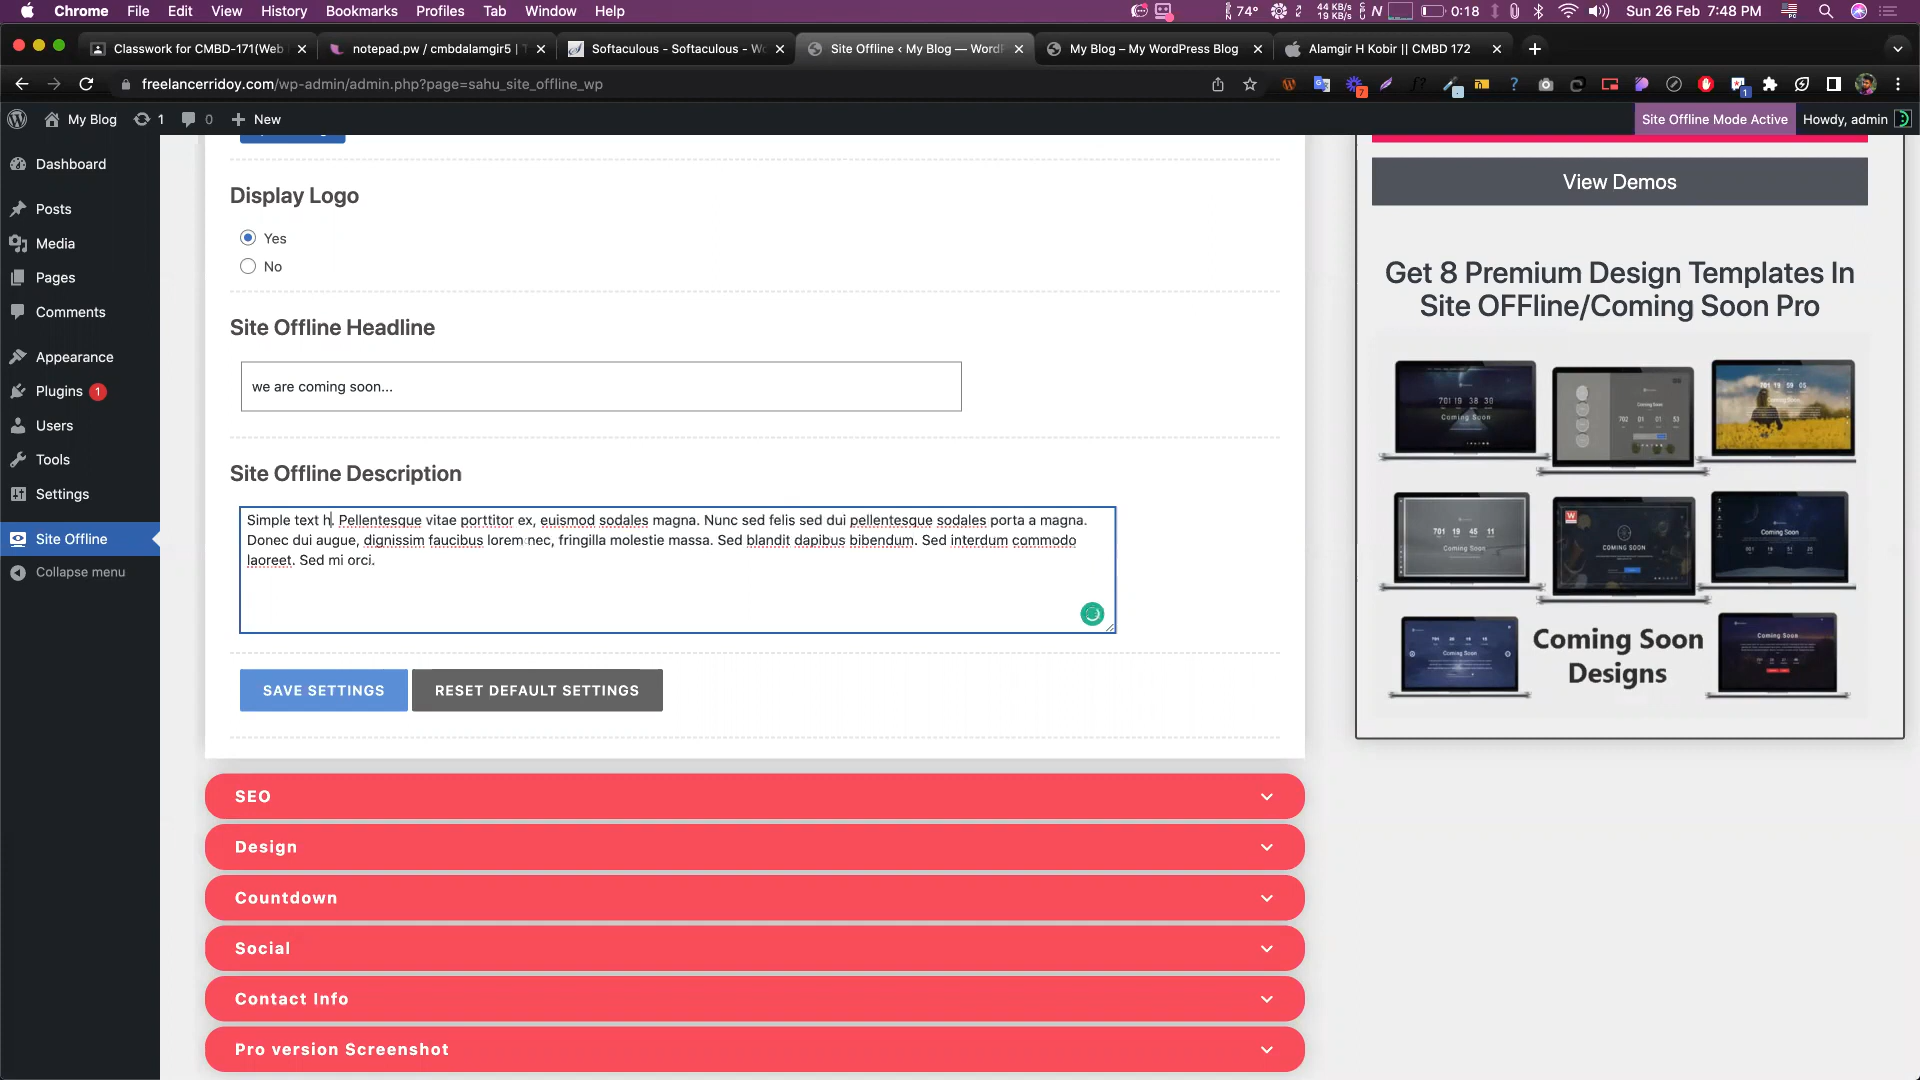 Chrome File Edit View History Bookmarks Profiles Tab Window Help
74° 44 KB/s 19 KB/s N 0:18 Sun 26 Feb 7:48 PM
Classwork for CMBD-171(Web notepad.pw / cmbdalamgir5 | T Softaculous - Softaculous - Wo Site Offline ‹ My Blog — WordP My Blog – My WordPress Blog Alamgir H Kobir || CMBD 172
freelancerridoy.com/wp-admin/admin.php?page=sahu_site_offline_wp
My Blog 1 0 New Site Offline Mode Active Howdy, admin
Dashboard
Posts
Media
Pages
Comments
Appearance
Plugins 1
Users
Tools
Settings
Site Offline
Collapse menu
Display Logo
Yes
No
Site Offline Headline
we are coming soon...
Site Offline Description
Simple text h. Pellentesque vitae porttitor ex, euismod sodales magna. Nunc sed felis sed dui pellentesque sodales porta a magna.
Donec dui augue, dignissim faucibus lorem nec, fringilla molestie massa. Sed blandit dapibus bibendum. Sed interdum commodo
laoreet. Sed mi orci.
SAVE SETTINGS RESET DEFAULT SETTINGS
SEO
Design
Countdown
Social
Contact Info
Pro version Screenshot
View Demos
Get 8 Premium Design Templates In
Site OFFline/Coming Soon Pro
Coming Soon
Designs